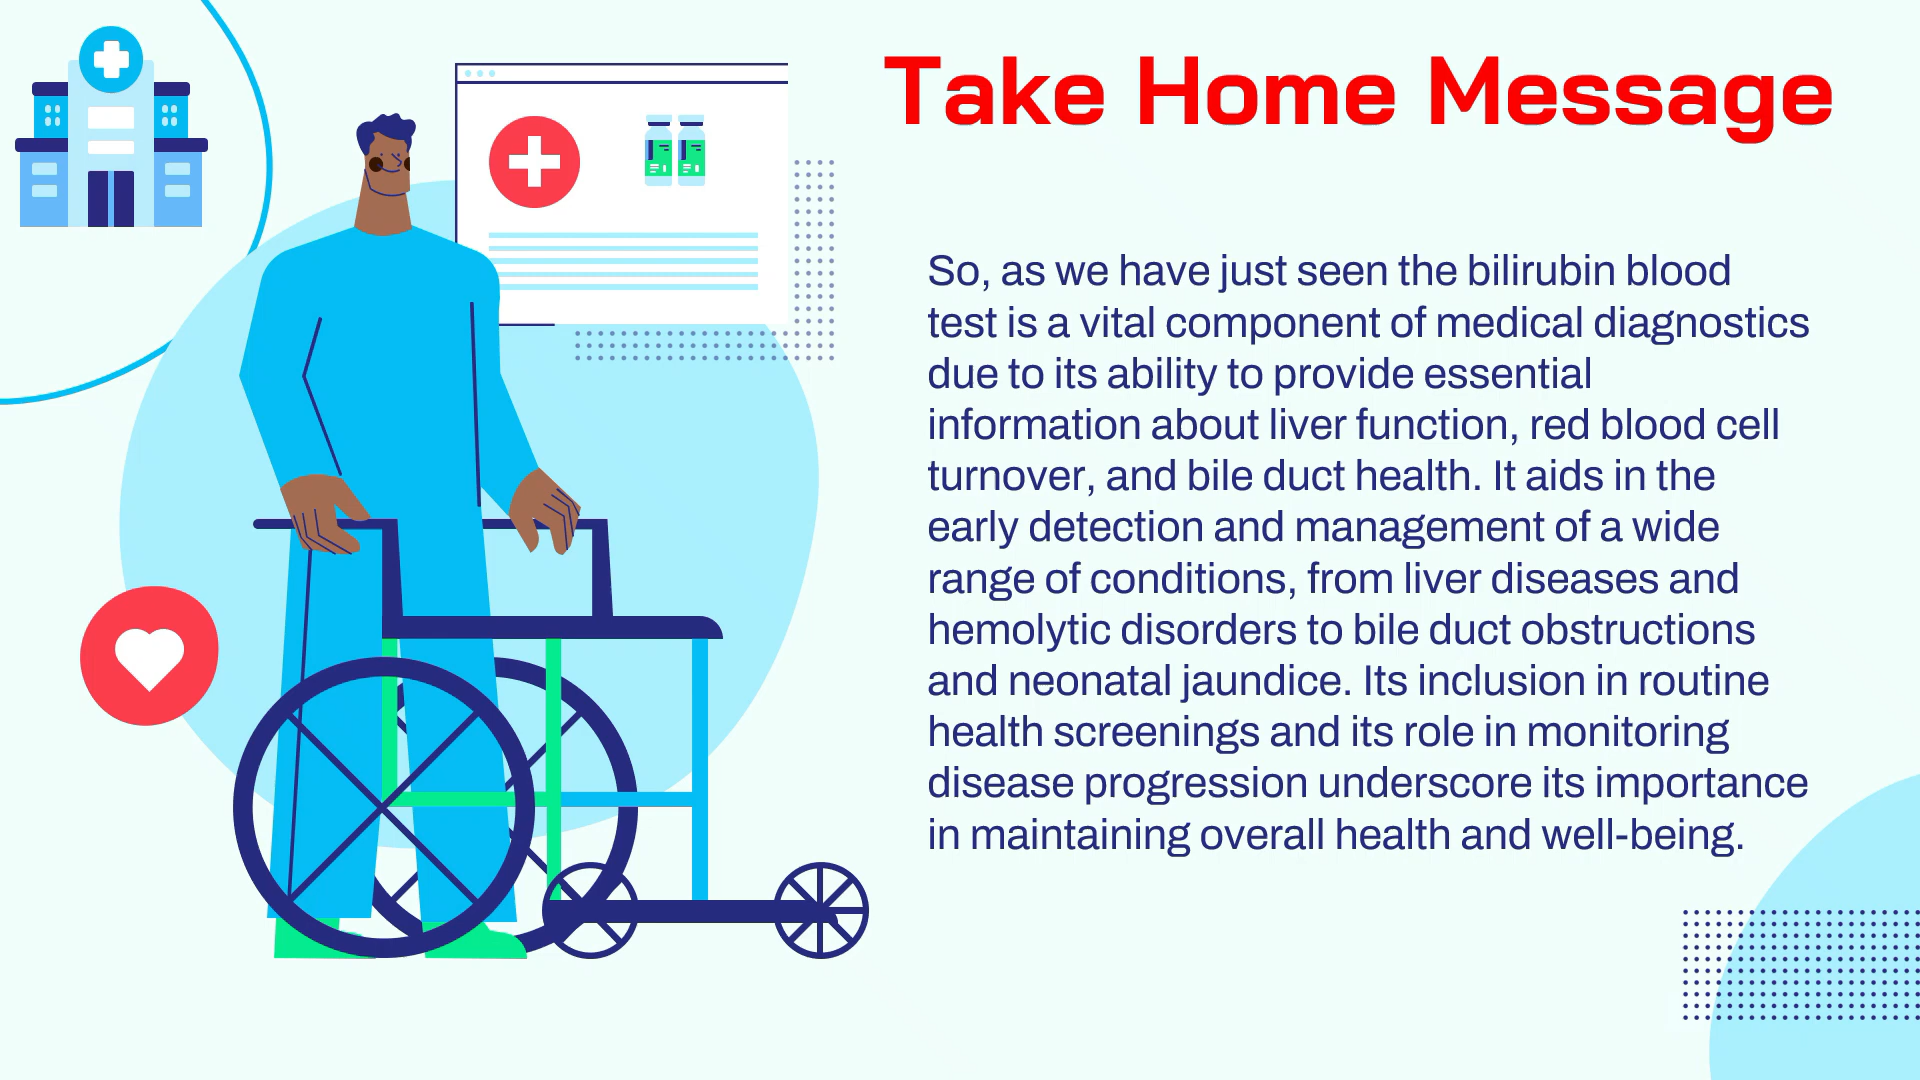 Take Home Message
So, as we have just seen the bilirubin blood
test is a vital component of medical diagnostics
due to its ability to provide essential
information about liver function, red blood cell
turnover, and bile duct health. It aids in the
early detection and management of a wide
range of conditions, from liver diseases and
hemolytic disorders to bile duct obstructions
and neonatal jaundice. Its inclusion in routine
health screenings and its role in monitoring
disease progression underscore its importance
in maintaining overall health and well-being.